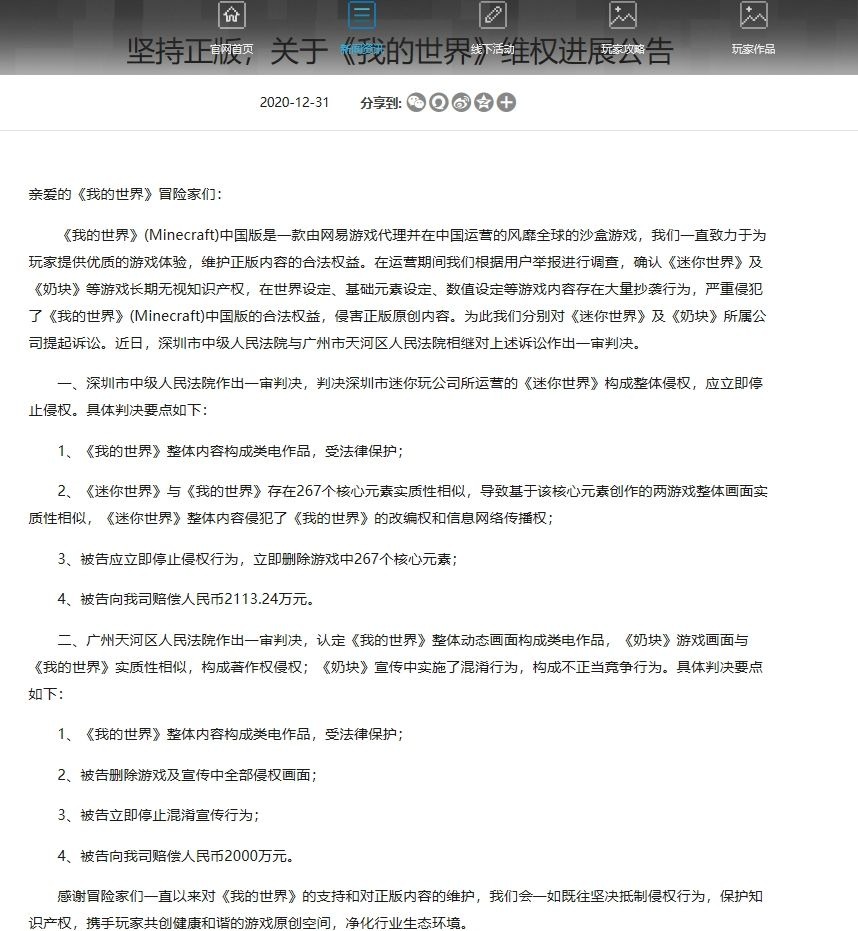 官网首页
新闻资讯
线下活动
玩家攻略
玩家作品
坚持正版，关于《我的世界》维权进展公告
2020-12-31 分享到:
亲爱的《我的世界》冒险家们：
《我的世界》(Minecraft)中国版是一款由网易游戏代理并在中国运营的风靡全球的沙盒游戏，我们一直致力于为
玩家提供优质的游戏体验，维护正版内容的合法权益。在运营期间我们根据用户举报进行调查，确认《迷你世界》及
《奶块》等游戏长期无视知识产权，在世界设定、基础元素设定、数值设定等游戏内容存在大量抄袭行为，严重侵犯
了《我的世界》(Minecraft)中国版的合法权益，侵害正版原创内容。为此我们分别对《迷你世界》及《奶块》所属公
司提起诉讼。近日，深圳市中级人民法院与广州市天河区人民法院相继对上述诉讼作出一审判决。
一、深圳市中级人民法院作出一审判决，判决深圳市迷你玩公司所运营的《迷你世界》构成整体侵权，应立即停
止侵权。具体判决要点如下：
1、《我的世界》整体内容构成类电作品，受法律保护；
2、《迷你世界》与《我的世界》存在267个核心元素实质性相似，导致基于该核心元素创作的两游戏整体画面实
质性相似，《迷你世界》整体内容侵犯了《我的世界》的改编权和信息网络传播权；
3、被告应立即停止侵权行为，立即删除游戏中267个核心元素；
4、被告向我司赔偿人民币2113.24万元。
二、广州天河区人民法院作出一审判决，认定《我的世界》整体动态画面构成类电作品，《奶块》游戏画面与
《我的世界》实质性相似，构成著作权侵权；《奶块》宣传中实施了混淆行为，构成不正当竞争行为。具体判决要点
如下：
1、《我的世界》整体内容构成类电作品，受法律保护；
2、被告删除游戏及宣传中全部侵权画面；
3、被告立即停止混淆宣传行为；
4、被告向我司赔偿人民币2000万元。
感谢冒险家们一直以来对《我的世界》的支持和对正版内容的维护，我们会一如既往坚决抵制侵权行为，保护知
识产权，携手玩家共创健康和谐的游戏原创空间，净化行业生态环境。